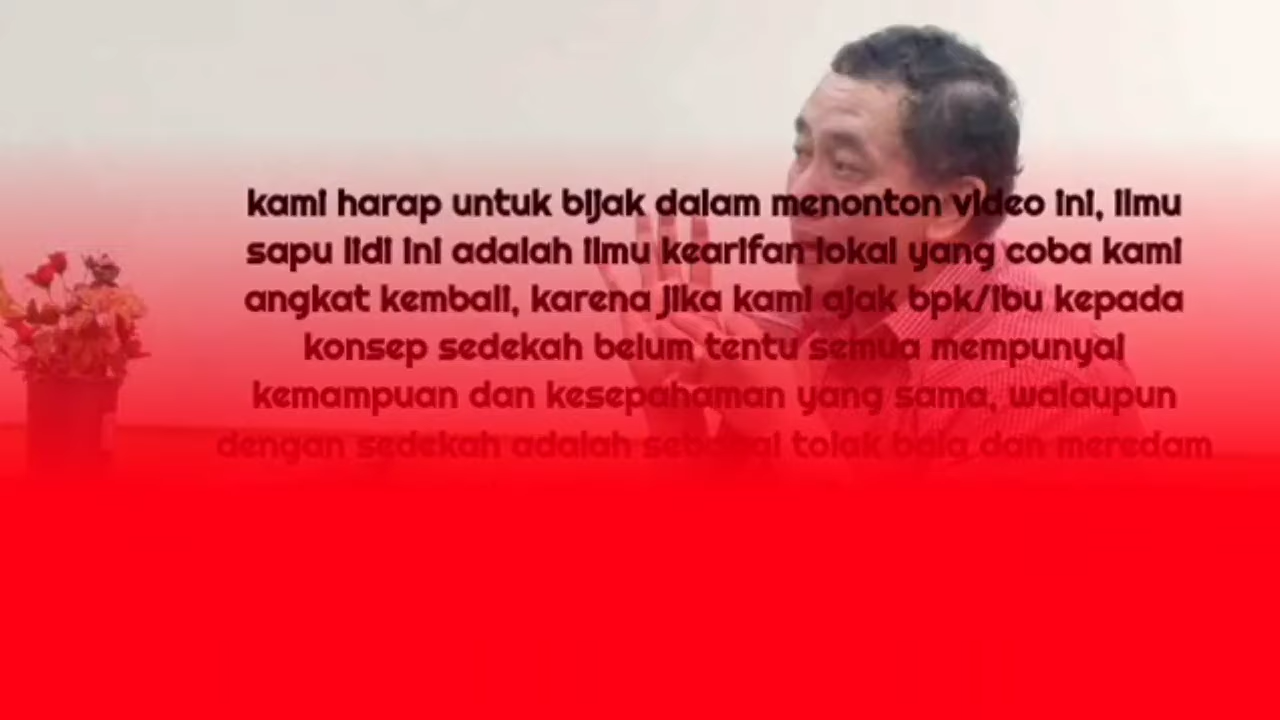 kami harap untuk bijak dalam menonton video ini, ilmu
sapu lidi ini adalah ilmu kearifan lokal yang coba kami
angkat kembali, karena jika kami ajak bpk/ibu kepada
konsep sedekah belum tentu semua mempunyai
kemampuan dan kesepahaman yang sama, walaupun
dengan sedekah adalah sebagai tolak bala dan meredam